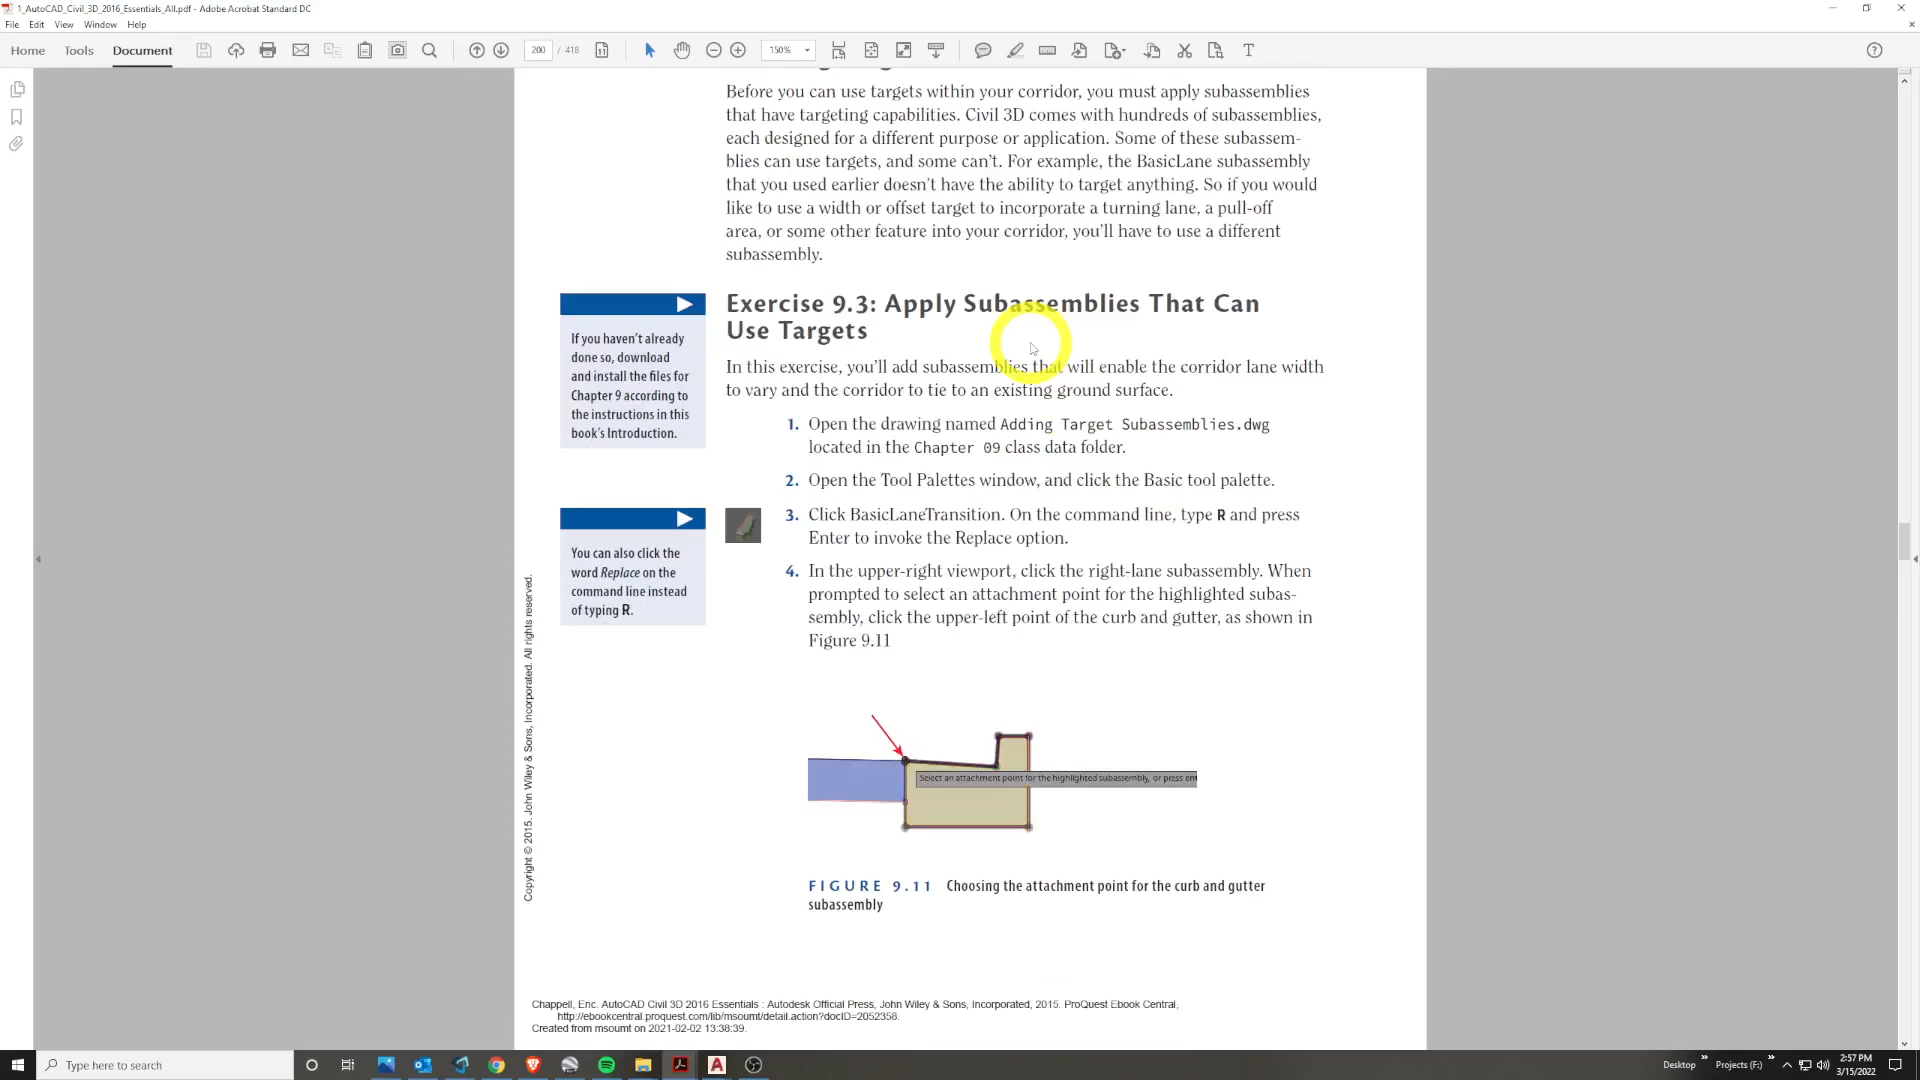 1_AutoCAD_Civil_3D_2016_Essentials_All.pdf - Adobe Acrobat Standard DC
File Edit View Window Help
Home Tools Document 200 / 418 150%
Before you can use targets within your corridor, you must apply subassemblies
that have targeting capabilities. Civil 3D comes with hundreds of subassemblies,
each designed for a different purpose or application. Some of these subassem-
blies can use targets, and some can't. For example, the BasicLane subassembly
that you used earlier doesn't have the ability to target anything. So if you would
like to use a width or offset target to incorporate a turning lane, a pull-off
area, or some other feature into your corridor, you'll have to use a different
subassembly.
Exercise 9.3: Apply Subassemblies That Can
Use Targets
If you haven't already
done so, download
and install the files for
Chapter 9 according to
the instructions in this
book's Introduction.
In this exercise, you'll add subassemblies that will enable the corridor lane width
to vary and the corridor to tie to an existing ground surface.
1. Open the drawing named Adding Target Subassemblies.dwg
located in the Chapter 09 class data folder.
2. Open the Tool Palettes window, and click the Basic tool palette.
3. Click BasicLaneTransition. On the command line, type R and press
Enter to invoke the Replace option.
You can also click the
word Replace on the
command line instead
of typing R.
4. In the upper-right viewport, click the right-lane subassembly. When
prompted to select an attachment point for the highlighted subas-
sembly, click the upper-left point of the curb and gutter, as shown in
Figure 9.11
Select an attachment point for the highlighted subassembly, or press ent
FIGURE 9.11 Choosing the attachment point for the curb and gutter
subassembly
Copyright © 2015. John Wiley & Sons, Incorporated. All rights reserved.
Chappell, Eric. AutoCAD Civil 3D 2016 Essentials : Autodesk Official Press, John Wiley & Sons, Incorporated, 2015. ProQuest Ebook Central,
http://ebookcentral.proquest.com/lib/msoumt/detail.action?docID=2052358.
Created from msoumt on 2021-02-02 13:38:39.
Type here to search
Desktop Projects (F:) 2:57 PM
3/15/2022